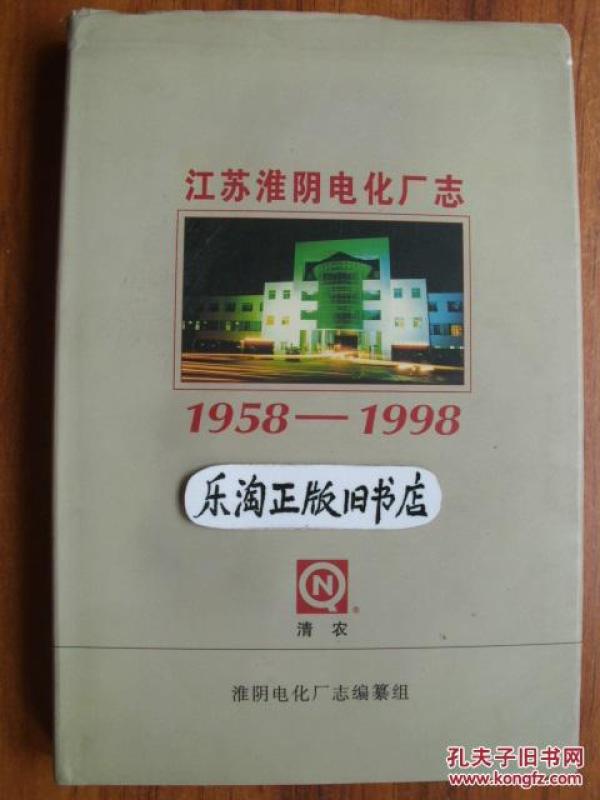 江苏淮阴电化厂志
1958—1998
乐淘正版旧书店
QN®
清农
淮阴电化厂志编纂组
孔夫子旧书网
www.kongfz.com